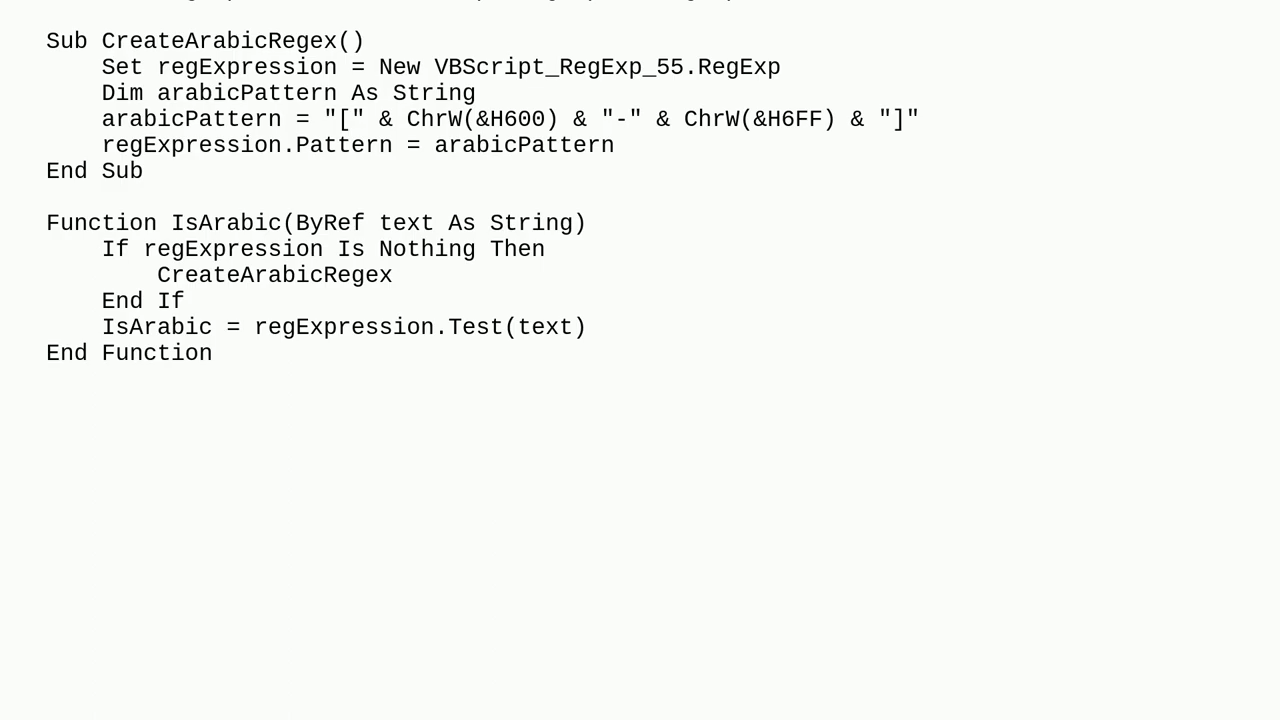 Sub CreateArabicRegex()
    Set regExpression = New VBScript_RegExp_55.RegExp
    Dim arabicPattern As String
    arabicPattern = "[" & ChrW(&H600) & "-" & ChrW(&H6FF) & "]"
    regExpression.Pattern = arabicPattern
End Sub

Function IsArabic(ByRef text As String)
    If regExpression Is Nothing Then
        CreateArabicRegex
    End If
    IsArabic = regExpression.Test(text)
End Function